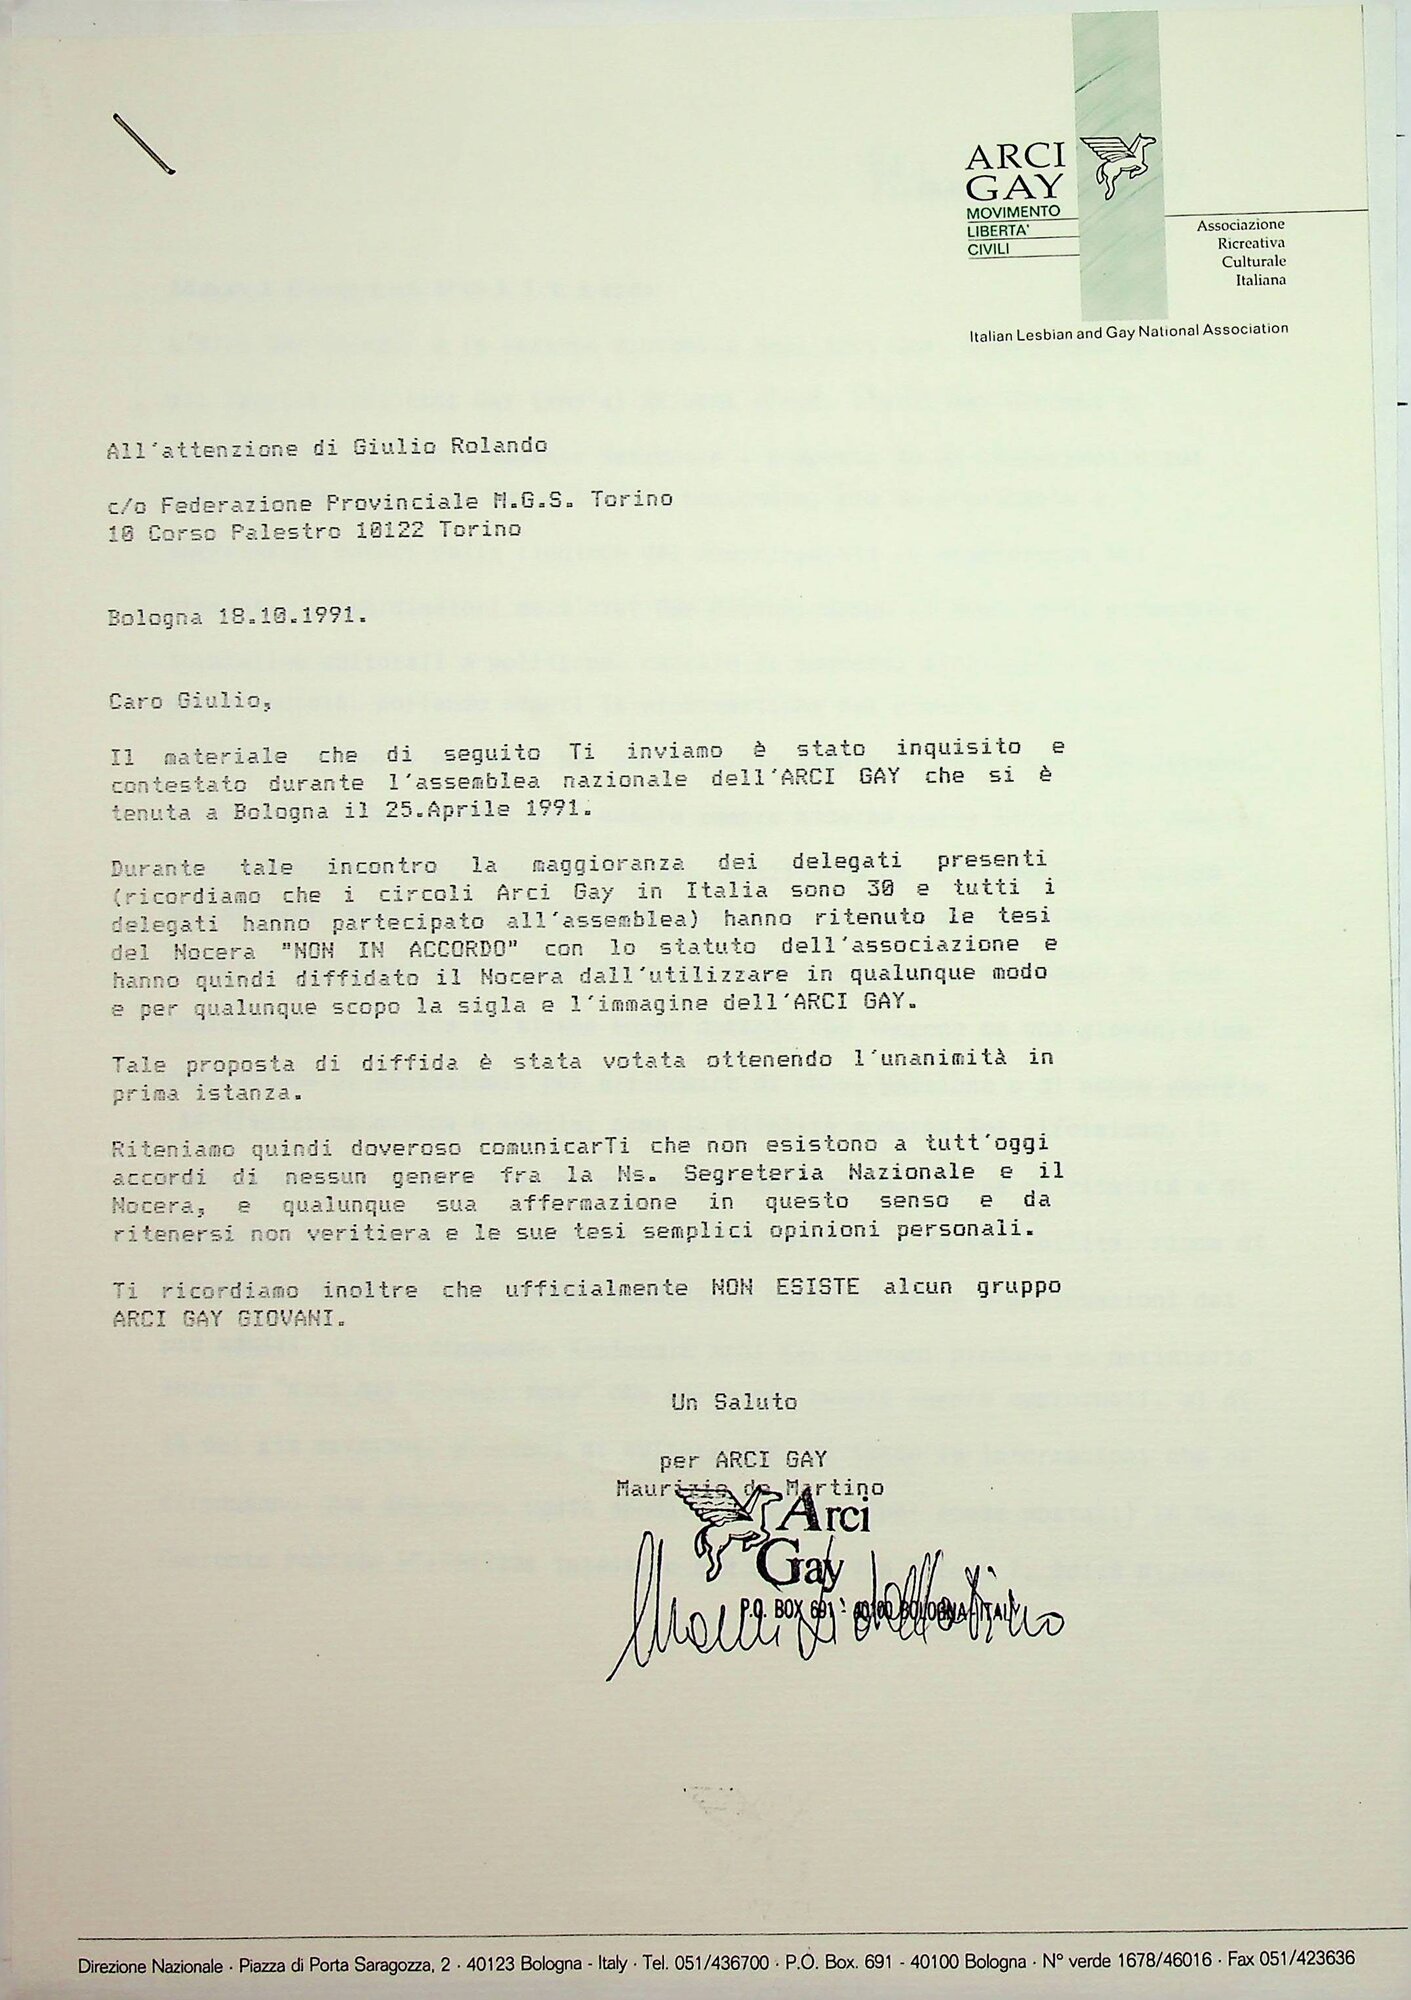 ARCI
GAY
MOVIMENTO
LIBERTA'
CIVILI
Associazione
Ricreativa
Culturale
Italiana
Italian Lesbian and Gay National Association
All'attenzione di Giulio Rolando
c/o Federazione Provinciale M.G.S. Torino
10 Corso Palestro 10122 Torino
Bologna 18.10.1991.
Caro Giulio,
Il materiale che di seguito Ti inviamo è stato inquisito e
contestato durante l'assemblea nazionale dell'ARCI GAY che si è
tenuta a Bologna il 25.Aprile 1991.
Durante tale incontro la maggioranza dei delegati presenti
(ricordiamo che i circoli Arci Gay in Italia sono 30 e tutti i
delegati hanno partecipato all'assemblea) hanno ritenuto le tesi
del Nocera "NON IN ACCORDO" con lo statuto dell'associazione e
hanno quindi diffidato il Nocera dall'utilizzare in qualunque modo
e per qualunque scopo la sigla e l'immagine dell'ARCI GAY.
Tale proposta di diffida è stata votata ottenendo l'unanimità in
prima istanza.
Riteniamo quindi doveroso comunicarTi che non esistono a tutt'oggi
accordi di nessun genere fra la Ns. Segreteria Nazionale e il
Nocera, e qualunque sua affermazione in questo senso e da
ritenersi non veritiera e le sue tesi semplici opinioni personali.
Ti ricordiamo inoltre che ufficialmente NON ESISTE alcun gruppo
ARCI GAY GIOVANI.
Un Saluto
per ARCI GAY
Maurizio de Martino
Arci
Gay
P.O. BOX 691 - 40100 BOLOGNA - ITALY
Direzione Nazionale · Piazza di Porta Saragozza, 2 · 40123 Bologna - Italy · Tel. 051/436700 · P.O. Box. 691 - 40100 Bologna · N° verde 1678/46016 · Fax 051/423636